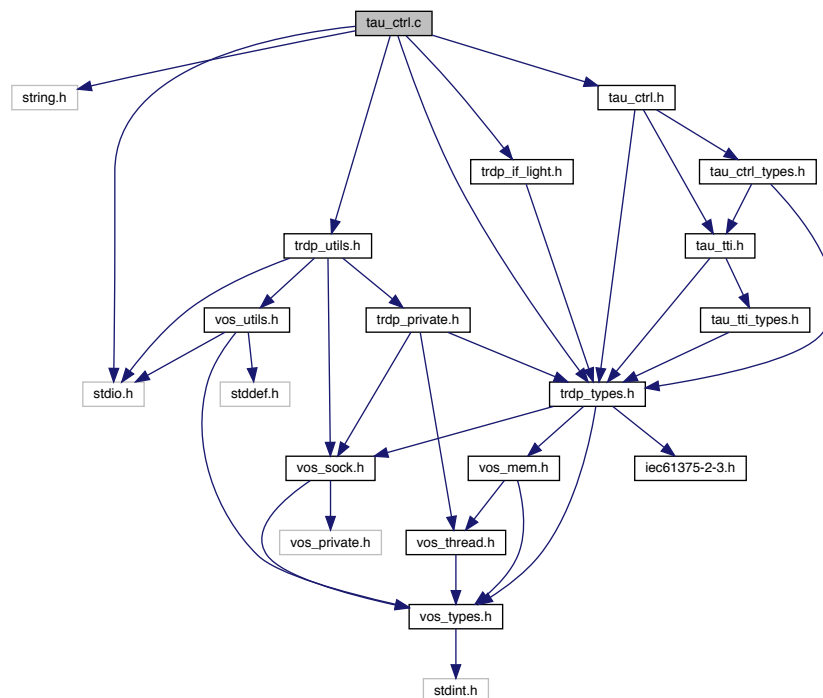 tau_ctrl.c
string.h
tau_ctrl.h
trdp_if_light.h
tau_ctrl_types.h
trdp_utils.h
tau_tti.h
vos_utils.h
trdp_private.h
tau_tti_types.h
stdio.h
stddef.h
trdp_types.h
vos_sock.h
vos_mem.h
iec61375-2-3.h
vos_private.h
vos_thread.h
vos_types.h
stdint.h